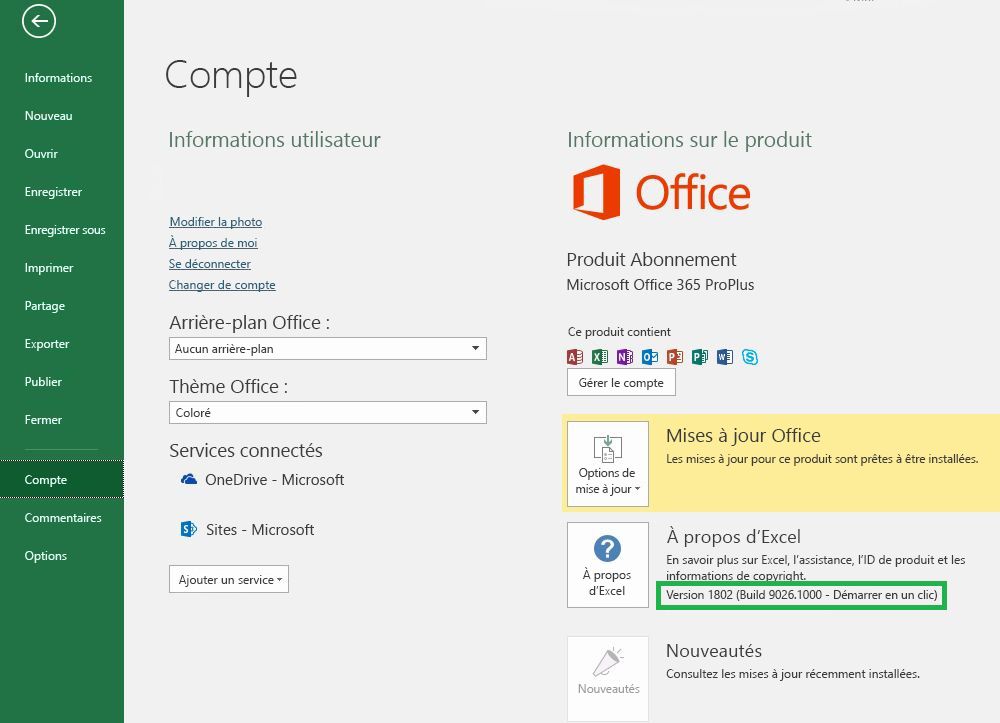 Informations
Nouveau
Ouvrir
Enregistrer
Enregistrer sous
Imprimer
Partage
Exporter
Publier
Fermer
Compte
Commentaires
Options
Compte
Informations utilisateur
Modifier la photo
À propos de moi
Se déconnecter
Changer de compte
Arrière-plan Office :
Aucun arrière-plan
Thème Office :
Coloré
Services connectés
OneDrive - Microsoft
Sites - Microsoft
Ajouter un service
Informations sur le produit
Office
Produit Abonnement
Microsoft Office 365 ProPlus
Ce produit contient
Gérer le compte
Options de
mise à jour
Mises à jour Office
Les mises à jour pour ce produit sont prêtes à être installées.
À propos
d'Excel
À propos d'Excel
En savoir plus sur Excel, l'assistance, l'ID de produit et les
informations de copyright.
Version 1802 (Build 9026.1000 - Démarrer en un clic)
Nouveautés
Nouveautés
Consultez les mises à jour récemment installées.